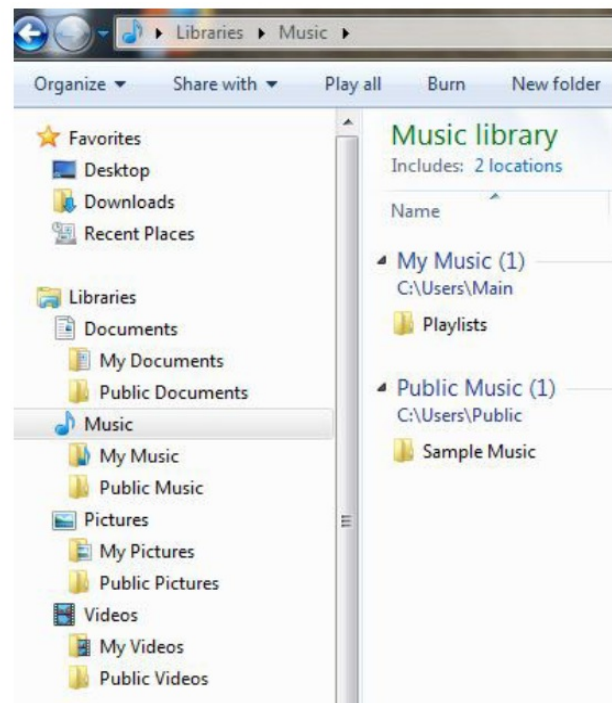 Libraries Music
Organize Share with Play all Burn New folder
Favorites
Desktop
Downloads
Recent Places
Libraries
Documents
My Documents
Public Documents
Music
My Music
Public Music
Pictures
My Pictures
Public Pictures
Videos
My Videos
Public Videos
Music library
Includes: 2 locations
Name
My Music (1)
C:\Users\Main
Playlists
Public Music (1)
C:\Users\Public
Sample Music